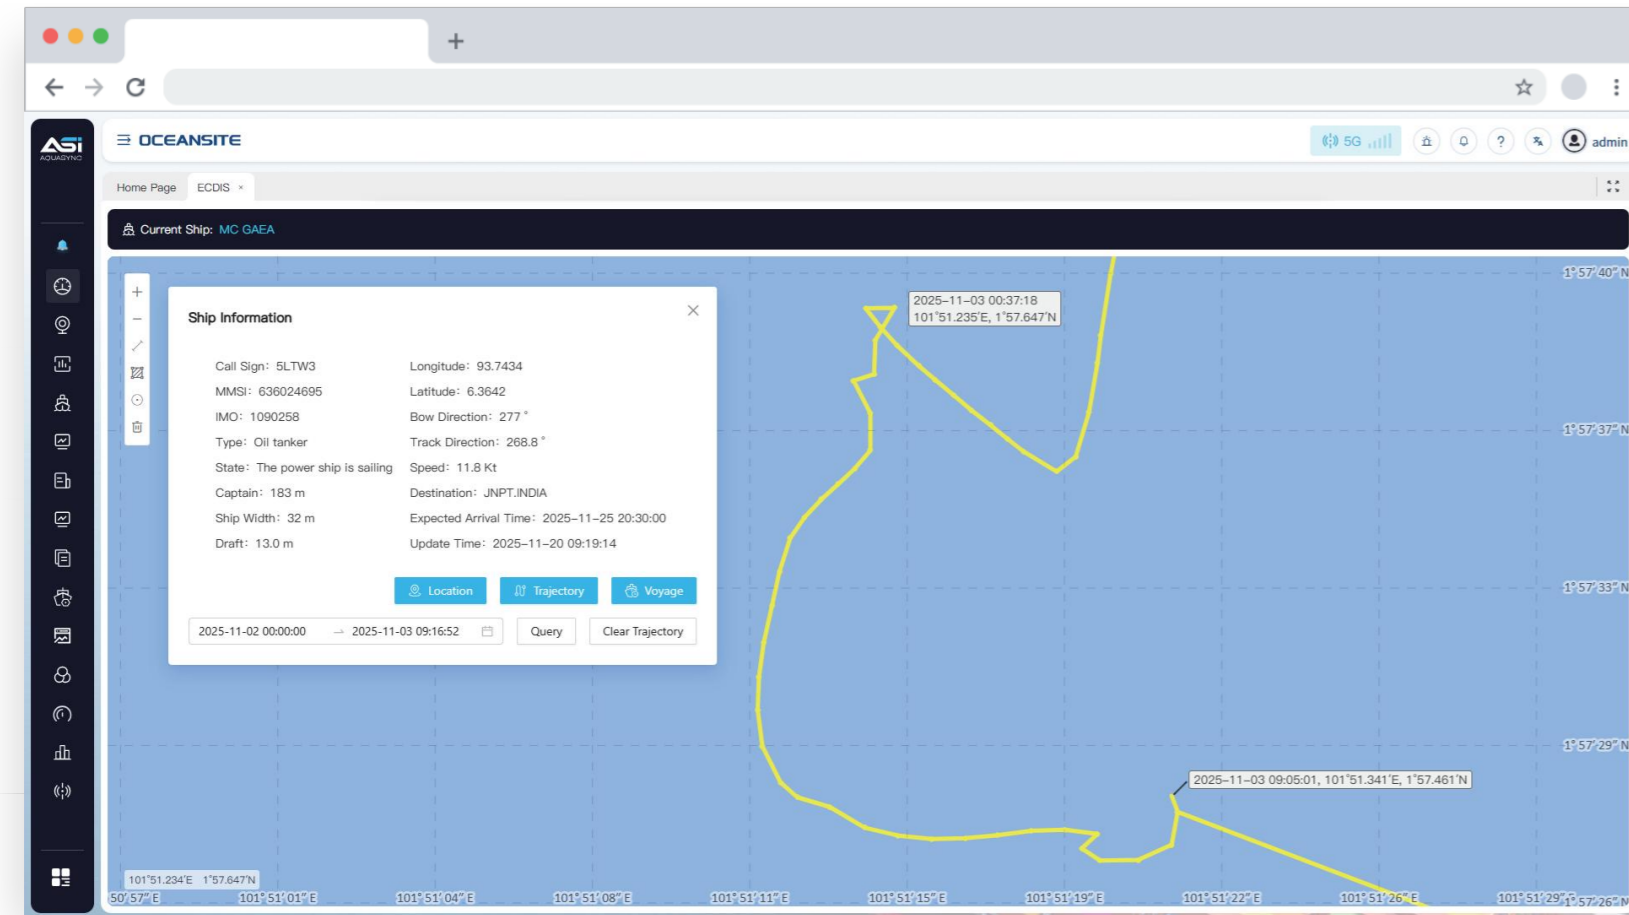 ASi
AQUASYNC
OCEANSITE
5G
admin
Home Page
ECDIS ×
Current Ship: MC GAEA
Ship Information
Call Sign: 5LTW3
Longitude: 93.7434
MMSI: 636024695
Latitude: 6.3642
IMO: 1090258
Bow Direction: 277 °
Type: Oil tanker
Track Direction: 268.8 °
State: The power ship is sailing
Speed: 11.8 Kt
Captain: 183 m
Destination: JNPT.INDIA
Ship Width: 32 m
Expected Arrival Time: 2025-11-25 20:30:00
Draft: 13.0 m
Update Time: 2025-11-20 09:19:14
Location
Trajectory
Voyage
2025-11-02 00:00:00 → 2025-11-03 09:16:52
Query
Clear Trajectory
2025-11-03 00:37:18
101°51.235'E, 1°57.647'N
2025-11-03 09:05:01, 101°51.341'E, 1°57.461'N
1° 57' 40" N
1° 57' 37" N
1° 57' 33" N
1° 57' 29" N
1° 57' 26" N
101°51.234'E 1°57.647'N
50' 57" E
101° 51' 01" E
101° 51' 04" E
101° 51' 08" E
101° 51' 11" E
101° 51' 15" E
101° 51' 19" E
101° 51' 22" E
101° 51' 26" E
101° 51' 29" E